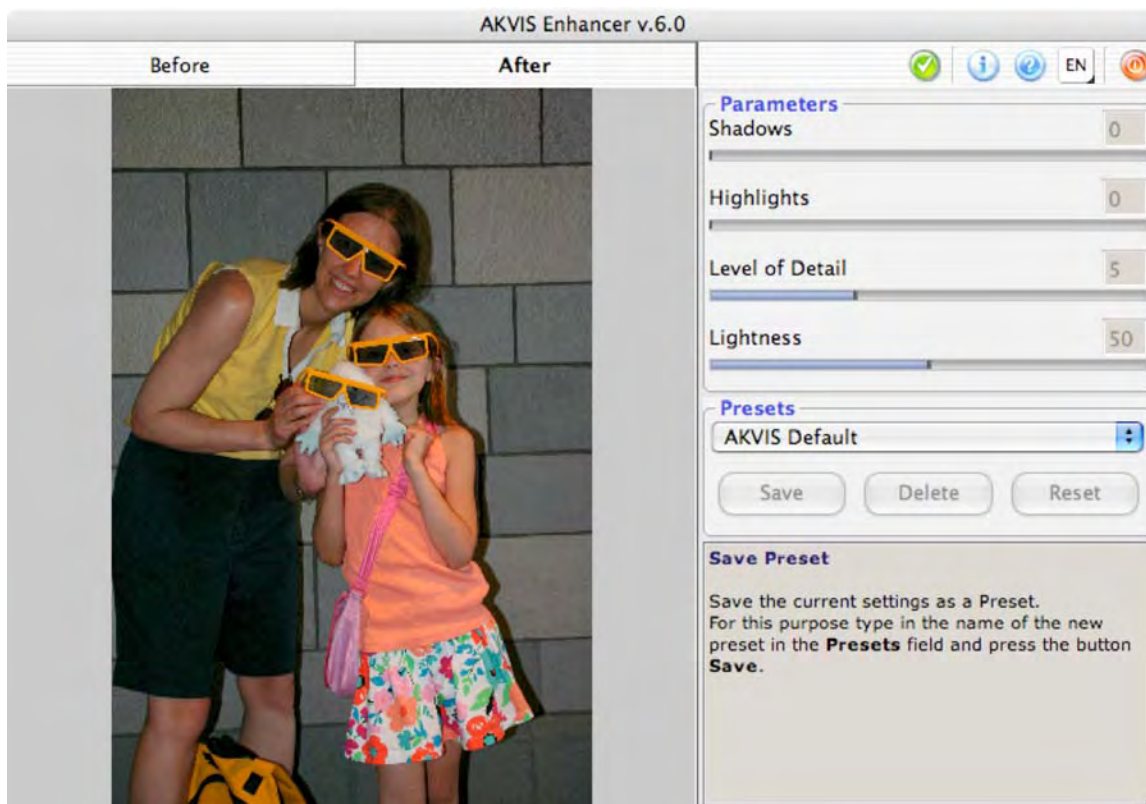 AKVIS Enhancer v.6.0
Before
After
EN
Parameters
Shadows
0
Highlights
0
Level of Detail
5
Lightness
50
Presets
AKVIS Default
Save
Delete
Reset
Save Preset
Save the current settings as a Preset.
For this purpose type in the name of the new
preset in the Presets field and press the button
Save.